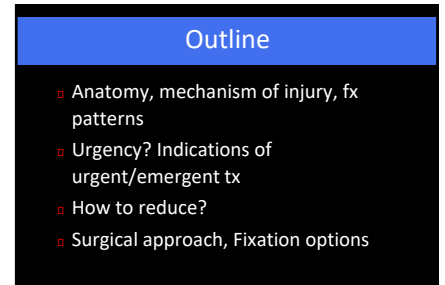 Outline
Anatomy, mechanism of injury, fx
patterns
Urgency? Indications of
urgent/emergent tx
How to reduce?
Surgical approach, Fixation options